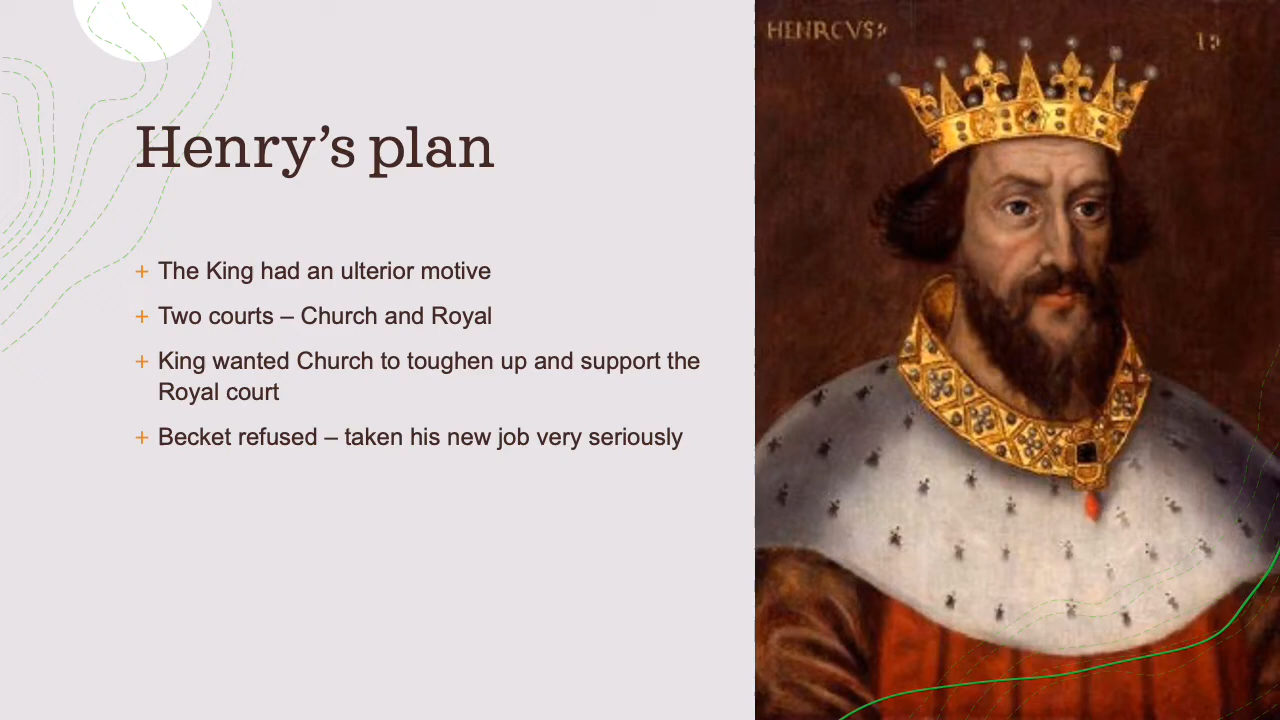 Henry’s plan
+ The King had an ulterior motive
+ Two courts – Church and Royal
+ King wanted Church to toughen up and support the
Royal court
+ Becket refused – taken his new job very seriously
HENRCVS